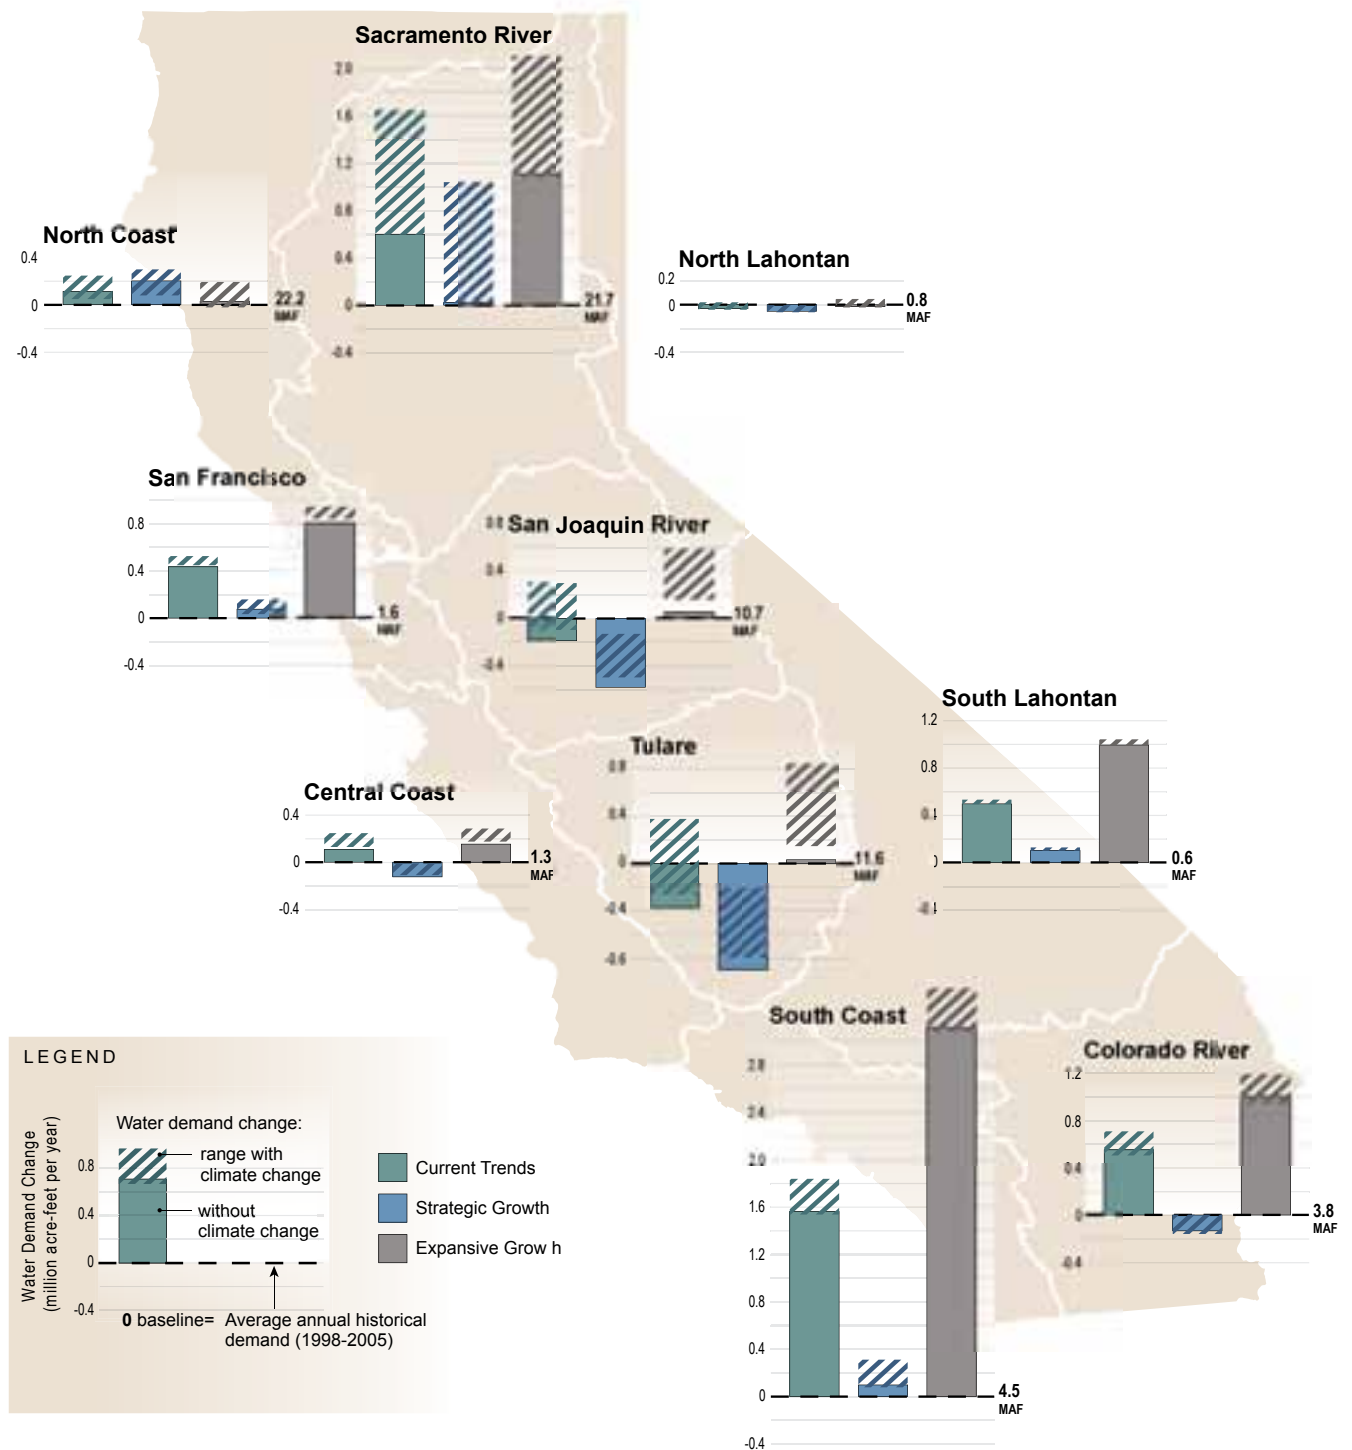 Sacramento River
2.0
1.6
1.2
0.8
0.4
0
-0.4
21.7
MAF
North Coast
0.4
0
-0.4
22.2
MAF
North Lahontan
0.2
0
-0.4
0.8
MAF
San Francisco
0.8
0.4
0
-0.4
1.6
MAF
San Joaquin River
0.8
0.4
0
-0.4
10.7
MAF
South Lahontan
1.2
0.8
0.4
0
-0.4
0.6
MAF
Tulare
0.8
0.4
0
-0.4
-0.6
11.6
MAF
Central Coast
0.4
0
-0.4
1.3
MAF
South Coast
2.8
2.4
2.0
1.6
1.2
0.8
0.4
0
-0.4
4.5
MAF
Colorado River
1.2
0.8
0.4
0
-0.4
3.8
MAF
LEGEND
Water Demand Change
(million acre-feet per year)
Water demand change:
0.8
0.4
0
-0.4
range with
climate change
without
climate change
0 baseline= Average annual historical
demand (1998-2005)
Current Trends
Strategic Growth
Expansive Grow h